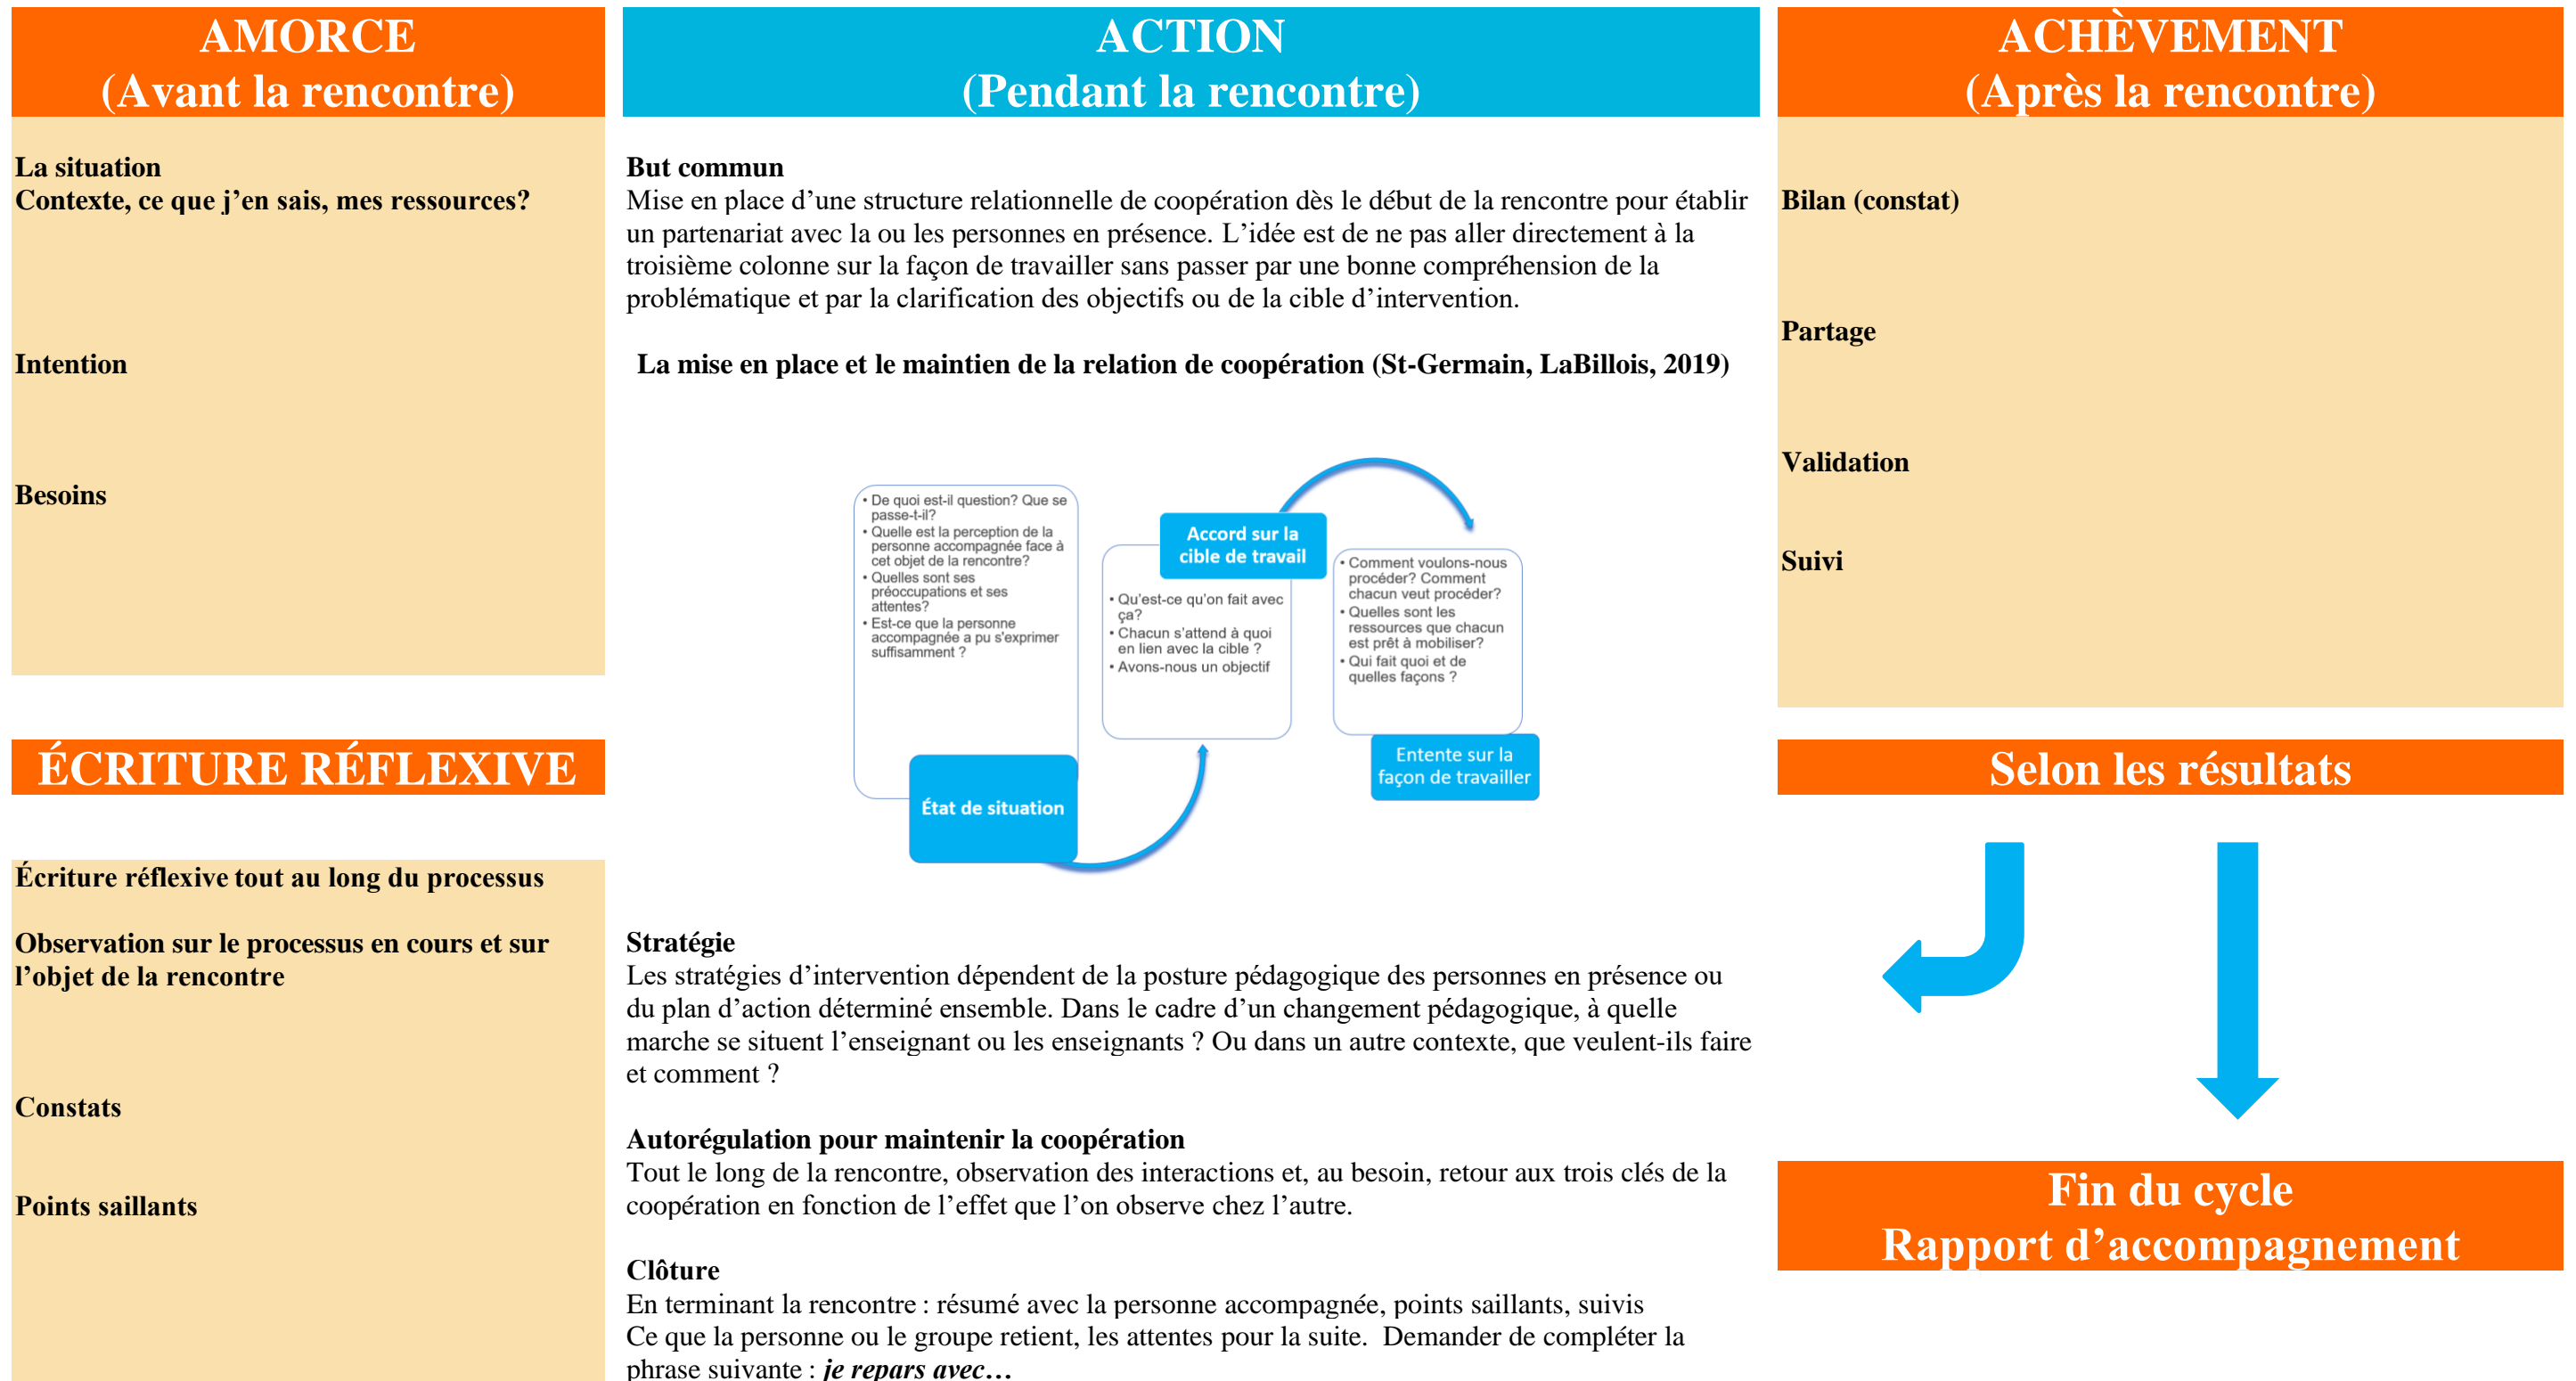 AMORCE
(Avant la rencontre)
La situation
Contexte, ce que j’en sais, mes ressources?
Intention
Besoins
ÉCRITURE RÉFLEXIVE
Écriture réflexive tout au long du processus
Observation sur le processus en cours et sur
l’objet de la rencontre
Constats
Points saillants
ACTION
(Pendant la rencontre)
But commun
Mise en place d’une structure relationnelle de coopération dès le début de la rencontre pour établir
un partenariat avec la ou les personnes en présence. L’idée est de ne pas aller directement à la
troisième colonne sur la façon de travailler sans passer par une bonne compréhension de la
problématique et par la clarification des objectifs ou de la cible d’intervention.
La mise en place et le maintien de la relation de coopération (St-Germain, LaBillois, 2019)
• De quoi est-il question? Que se
passe-t-il?
• Quelle est la perception de la
personne accompagnée face à
cet objet de la rencontre?
• Quelles sont ses
préoccupations et ses
attentes?
• Est-ce que la personne
accompagnée a pu s'exprimer
suffisamment ?
État de situation
Accord sur la
cible de travail
• Qu’est-ce qu’on fait avec
ça?
• Chacun s’attend à quoi
en lien avec la cible ?
• Avons-nous un objectif
• Comment voulons-nous
procéder? Comment
chacun veut procéder?
• Quelles sont les
ressources que chacun
est prêt à mobiliser?
• Qui fait quoi et de
quelles façons ?
Entente sur la
façon de travailler
Stratégie
Les stratégies d’intervention dépendent de la posture pédagogique des personnes en présence ou
du plan d’action déterminé ensemble. Dans le cadre d’un changement pédagogique, à quelle
marche se situent l’enseignant ou les enseignants ? Ou dans un autre contexte, que veulent-ils faire
et comment ?
Autorégulation pour maintenir la coopération
Tout le long de la rencontre, observation des interactions et, au besoin, retour aux trois clés de la
coopération en fonction de l’effet que l’on observe chez l’autre.
Clôture
En terminant la rencontre : résumé avec la personne accompagnée, points saillants, suivis
Ce que la personne ou le groupe retient, les attentes pour la suite. Demander de compléter la
phrase suivante : je repars avec…
ACHÈVEMENT
(Après la rencontre)
Bilan (constat)
Partage
Validation
Suivi
Selon les résultats
Fin du cycle
Rapport d’accompagnement